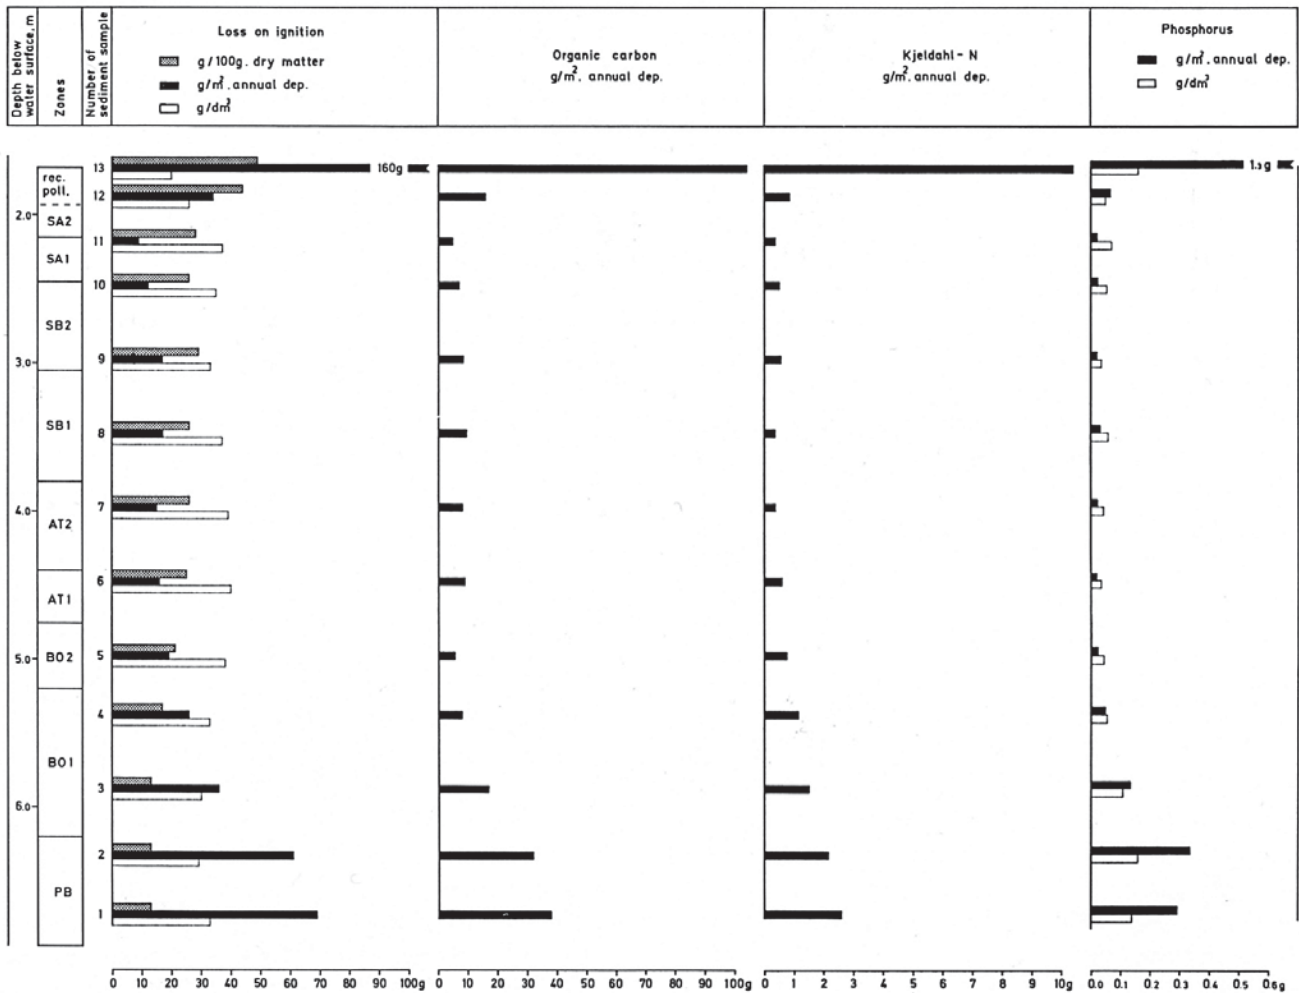 Depth below
water surface, m
Zones
Number of
sediment sample
Loss on ignition
g/100g. dry matter
g/m². annual dep.
g/dm³
Organic carbon
g/m². annual dep.
Kjeldahl-N
g/m². annual dep.
Phosphorus
g/m². annual dep.
g/dm³
rec.
poll.
13
160g
12
2.0
SA2
11
SA1
10
SB2
9
3.0
SB1
8
7
4.0
AT2
6
AT1
5
5.0
BO2
4
BO1
3
6.0
2
PB
1
0 10 20 30 40 50 60 70 80 90 100g
0 10 20 30 40 50 60 70 80 90 100g
0 1 2 3 4 5 6 7 8 9 10g
0.0 0.1 0.2 0.3 0.4 0.5 0.6g